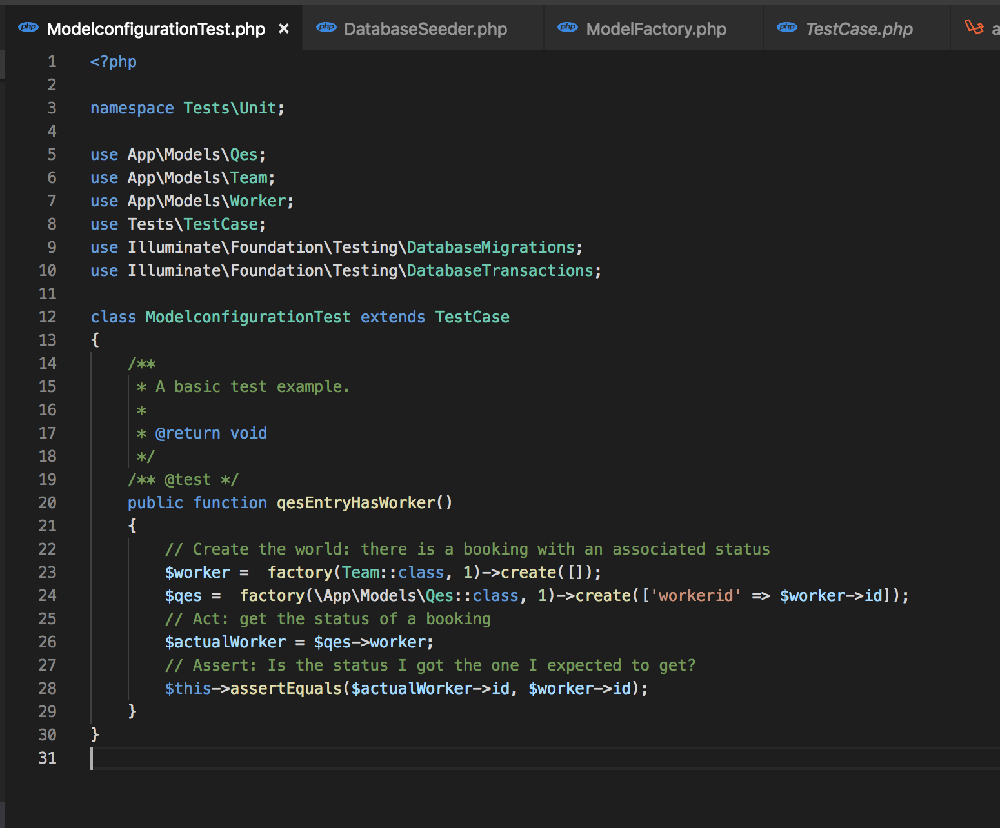 ModelconfigurationTest.php × DatabaseSeeder.php ModelFactory.php TestCase.php a
1 <?php
2
3 namespace Tests\Unit;
4
5 use App\Models\Qes;
6 use App\Models\Team;
7 use App\Models\Worker;
8 use Tests\TestCase;
9 use Illuminate\Foundation\Testing\DatabaseMigrations;
10 use Illuminate\Foundation\Testing\DatabaseTransactions;
11
12 class ModelconfigurationTest extends TestCase
13 {
14     /**
15      * A basic test example.
16      *
17      * @return void
18      */
19     /** @test */
20     public function qesEntryHasWorker()
21     {
22         // Create the world: there is a booking with an associated status
23         $worker =  factory(Team::class, 1)->create([]);
24         $qes =  factory(\App\Models\Qes::class, 1)->create(['workerid' => $worker->id]);
25         // Act: get the status of a booking
26         $actualWorker = $qes->worker;
27         // Assert: Is the status I got the one I expected to get?
28         $this->assertEquals($actualWorker->id, $worker->id);
29     }
30 }
31